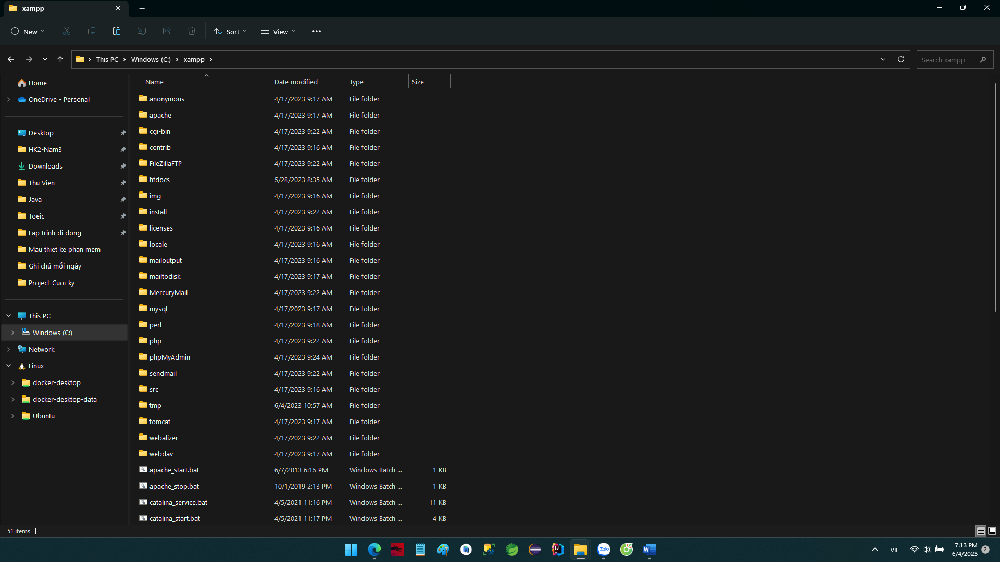 xampp
New
Sort
View
This PC
Windows (C:)
xampp
Search xampp
Home
OneDrive - Personal
Desktop
HK2-Nam3
Downloads
Thu Vien
Java
Toeic
Lap trinh di dong
Mau thiet ke phan mem
Ghi chú mỗi ngày
Project_Cuoi_ky
This PC
Windows (C:)
Network
Linux
docker-desktop
docker-desktop-data
Ubuntu
Name Date modified Type Size
anonymous 4/17/2023 9:17 AM File folder
apache 4/17/2023 9:17 AM File folder
cgi-bin 4/17/2023 9:22 AM File folder
contrib 4/17/2023 9:16 AM File folder
FileZillaFTP 4/17/2023 9:22 AM File folder
htdocs 5/28/2023 8:35 AM File folder
img 4/17/2023 9:16 AM File folder
install 4/17/2023 9:22 AM File folder
licenses 4/17/2023 9:16 AM File folder
locale 4/17/2023 9:16 AM File folder
mailoutput 4/17/2023 9:16 AM File folder
mailtodisk 4/17/2023 9:17 AM File folder
MercuryMail 4/17/2023 9:22 AM File folder
mysql 4/17/2023 9:17 AM File folder
perl 4/17/2023 9:18 AM File folder
php 4/17/2023 9:22 AM File folder
phpMyAdmin 4/17/2023 9:24 AM File folder
sendmail 4/17/2023 9:22 AM File folder
src 4/17/2023 9:16 AM File folder
tmp 6/4/2023 10:57 AM File folder
tomcat 4/17/2023 9:17 AM File folder
webalizer 4/17/2023 9:22 AM File folder
webdav 4/17/2023 9:17 AM File folder
apache_start.bat 6/7/2013 6:15 PM Windows Batch ... 1 KB
apache_stop.bat 10/1/2019 2:13 PM Windows Batch ... 1 KB
catalina_service.bat 4/5/2021 11:16 PM Windows Batch ... 11 KB
catalina_start.bat 4/5/2021 11:17 PM Windows Batch ... 4 KB
51 items
IJ
Zalo
W
VIE
7:13 PM
6/4/2023
2